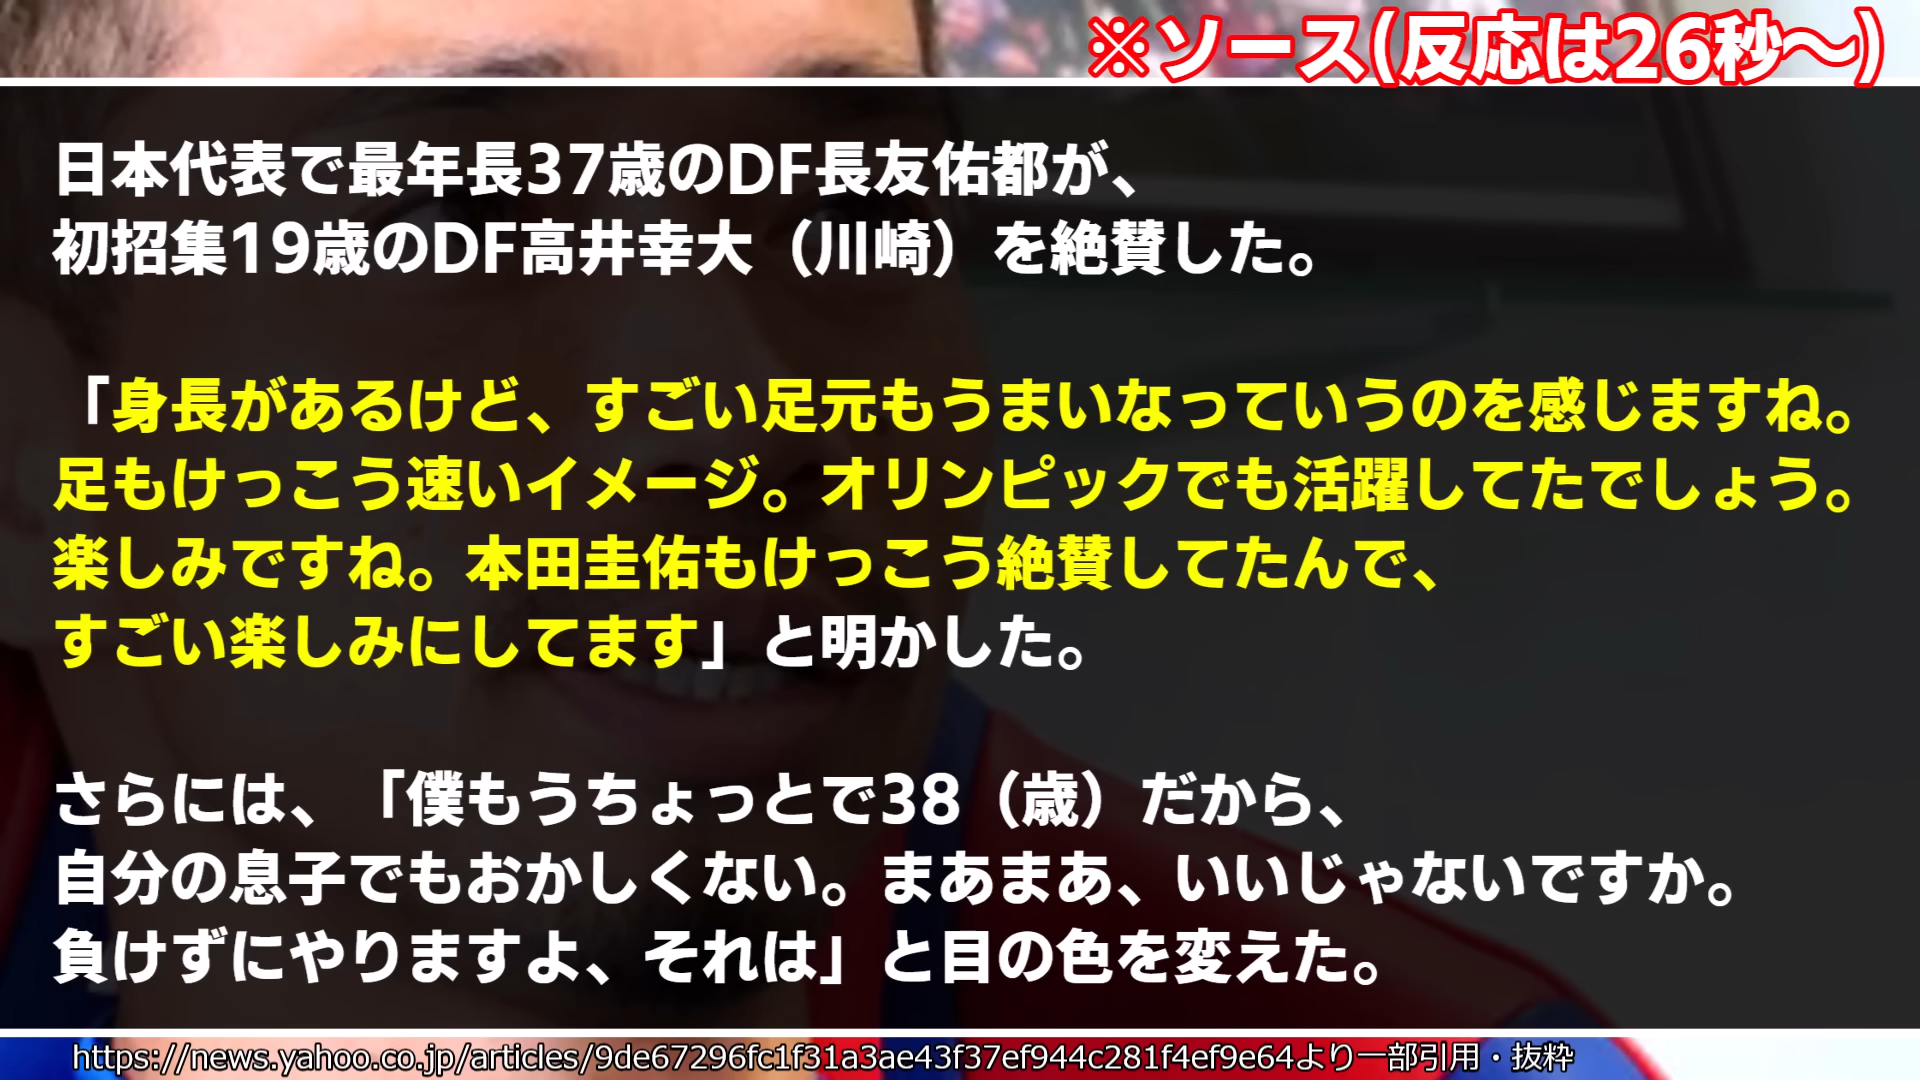 ※ソース(反応は26秒～)
日本代表で最年長37歳のDF長友佑都が、
初招集19歳のDF高井幸大（川崎）を絶賛した。
「身長があるけど、すごい足元もうまいなっていうのを感じますね。
足もけっこう速いイメージ。オリンピックでも活躍してたでしょう。
楽しみですね。本田圭佑もけっこう絶賛してたんで、
すごい楽しみにしてます」と明かした。
さらには、「僕もうちょっとで38（歳）だから、
自分の息子でもおかしくない。まあまあ、いいじゃないですか。
負けずにやりますよ、それは」と目の色を変えた。
https://news.yahoo.co.jp/articles/9de67296fc1f31a3ae43f37ef944c281f4ef9e64より一部引用・抜粋